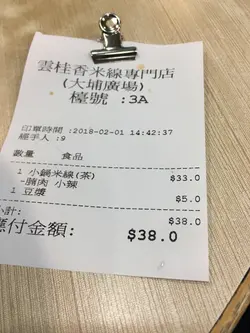 雲桂香米線專門店
(大埔廣場)
檯號 :3A
印單時間 :2018-02-01 14:42:37
經手人 :9
數量 食品
1 小鍋米線(茶) $33.0
-腩肉 小辣
1 豆漿 $5.0
小計: $38.0
應付金額: $38.0